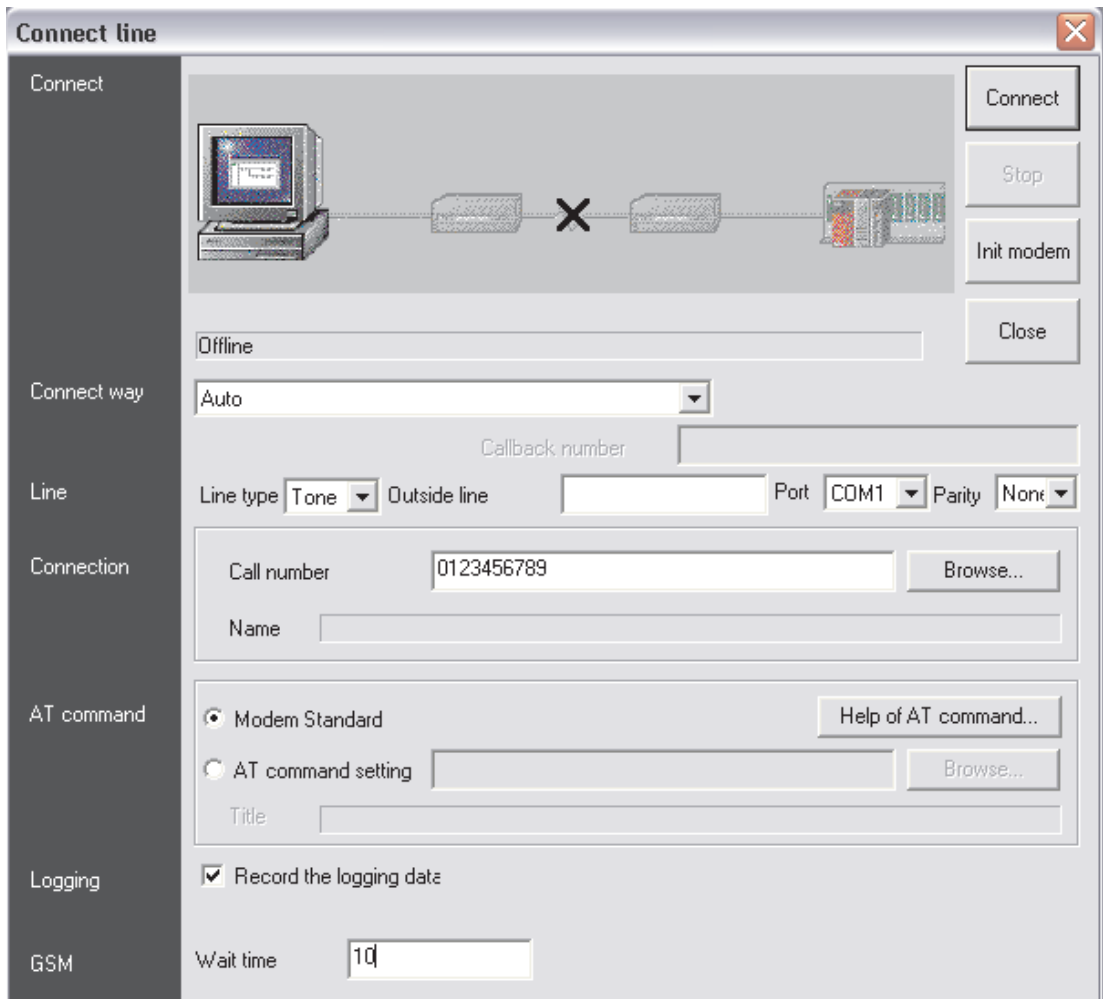 Connect line
Connect
Connect
Stop
Init modem
Close
Offline
Connect way
Auto
Callback number
Line
Line type Tone Outside line Port COM1 Parity None
Connection
Call number 0123456789 Browse...
Name
AT command
Modem Standard Help of AT command...
AT command setting Browse...
Title
Logging
Record the logging data
GSM
Wait time 10